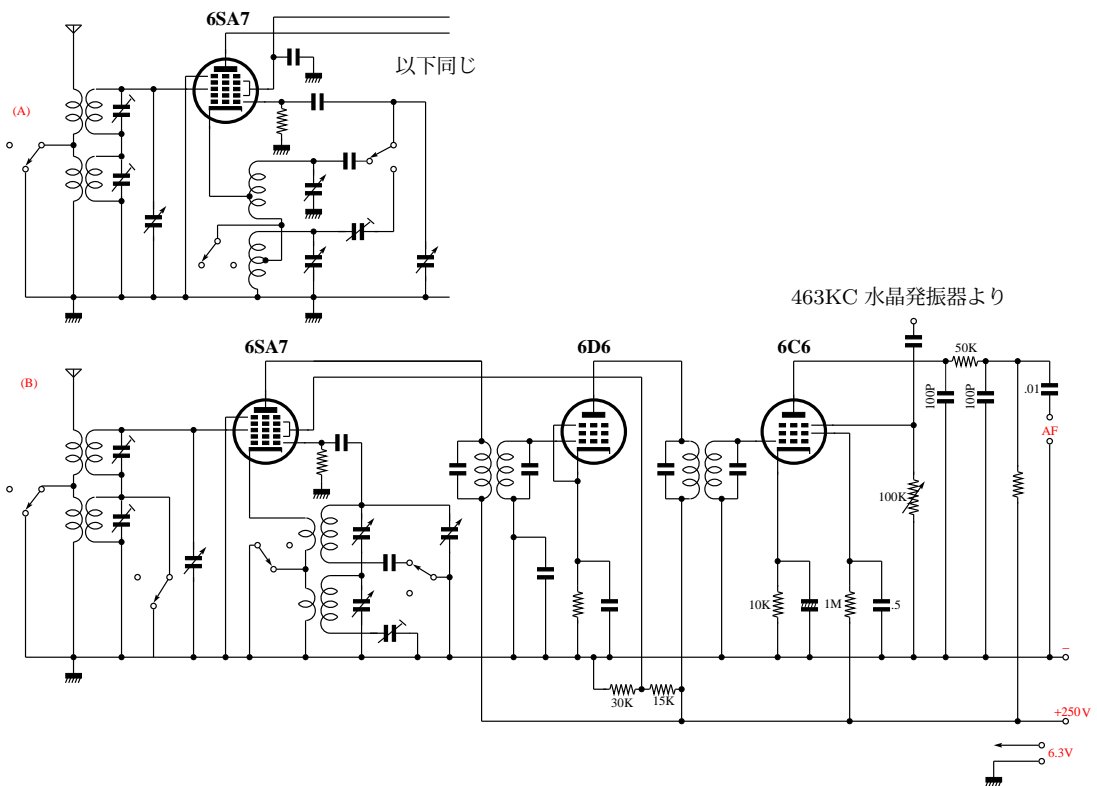 6SA7
以下同じ
(A)
463KC 水晶発振器より
6SA7
6D6
6C6
50K
(B)
100P
100P
.01
AF
100K
10K
1M
.5
−
30K
15K
+250V
6.3V